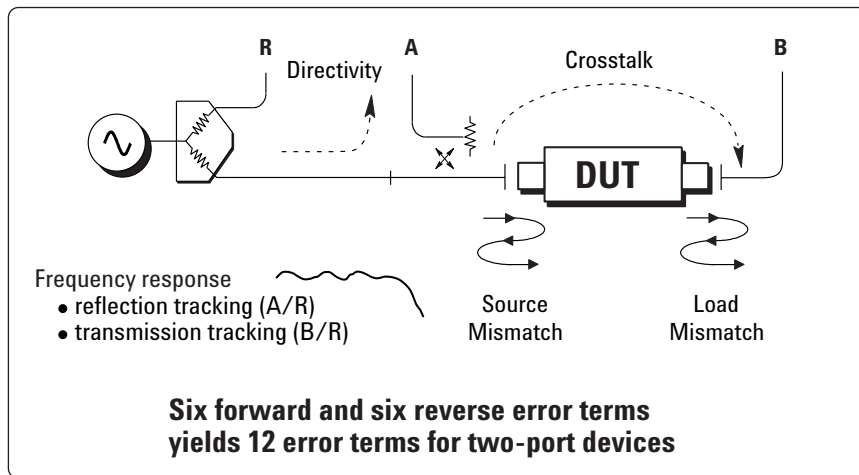 R
Directivity
A
Crosstalk
B
DUT
Frequency response
• reflection tracking (A/R)
• transmission tracking (B/R)
Source
Mismatch
Load
Mismatch
Six forward and six reverse error terms
yields 12 error terms for two-port devices